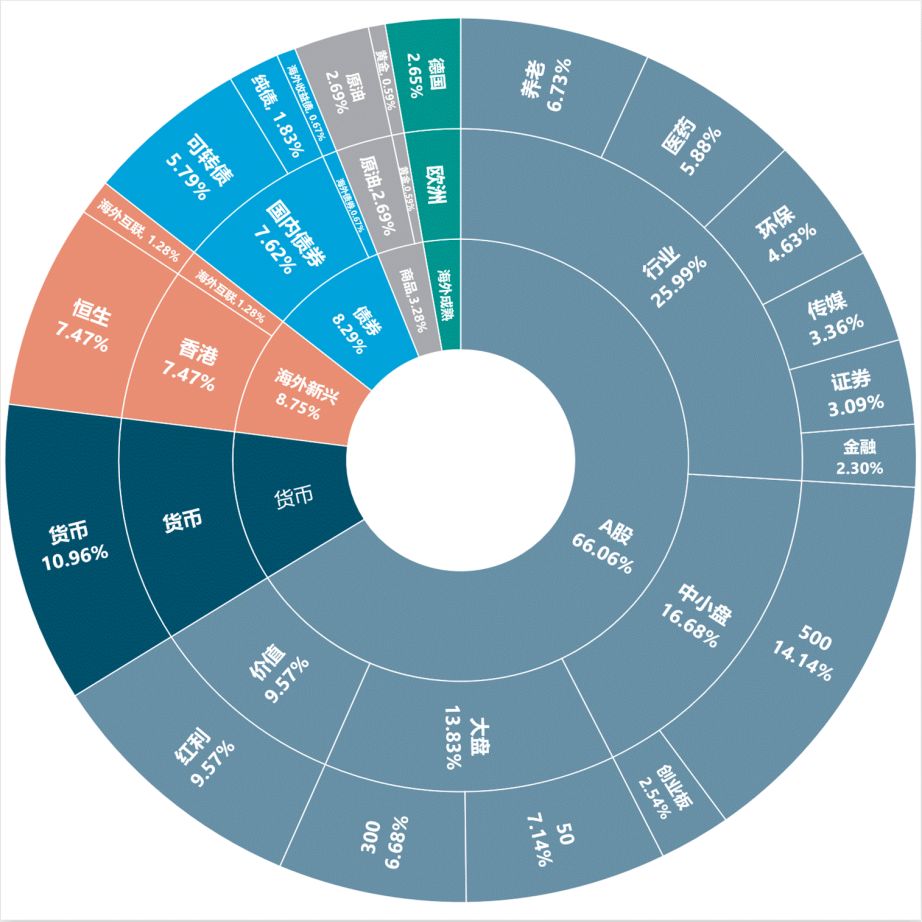 养老
6.73%
医药
5.88%
环保
4.63%
传媒
3.36%
证券
3.09%
金融
2.30%
500
14.14%
创业板
2.54%
50
7.14%
300
6.68%
红利
9.57%
货币
10.96%
恒生
7.47%
海外互联, 1.28%
可转债
5.79%
纯债, 1.83%
海外收益债, 0.67%
原油
2.69%
黄金, 0.59%
德国
2.65%
行业
25.99%
中小盘
16.68%
大盘
13.83%
价值
9.57%
货币
香港
7.47%
海外互联,1.28%
国内债券
7.62%
海外债券,0.67%
原油,2.69%
黄金,0.59%
欧洲
A股
66.06%
货币
海外新兴
8.75%
债券
8.29%
商品,3.28%
海外成熟